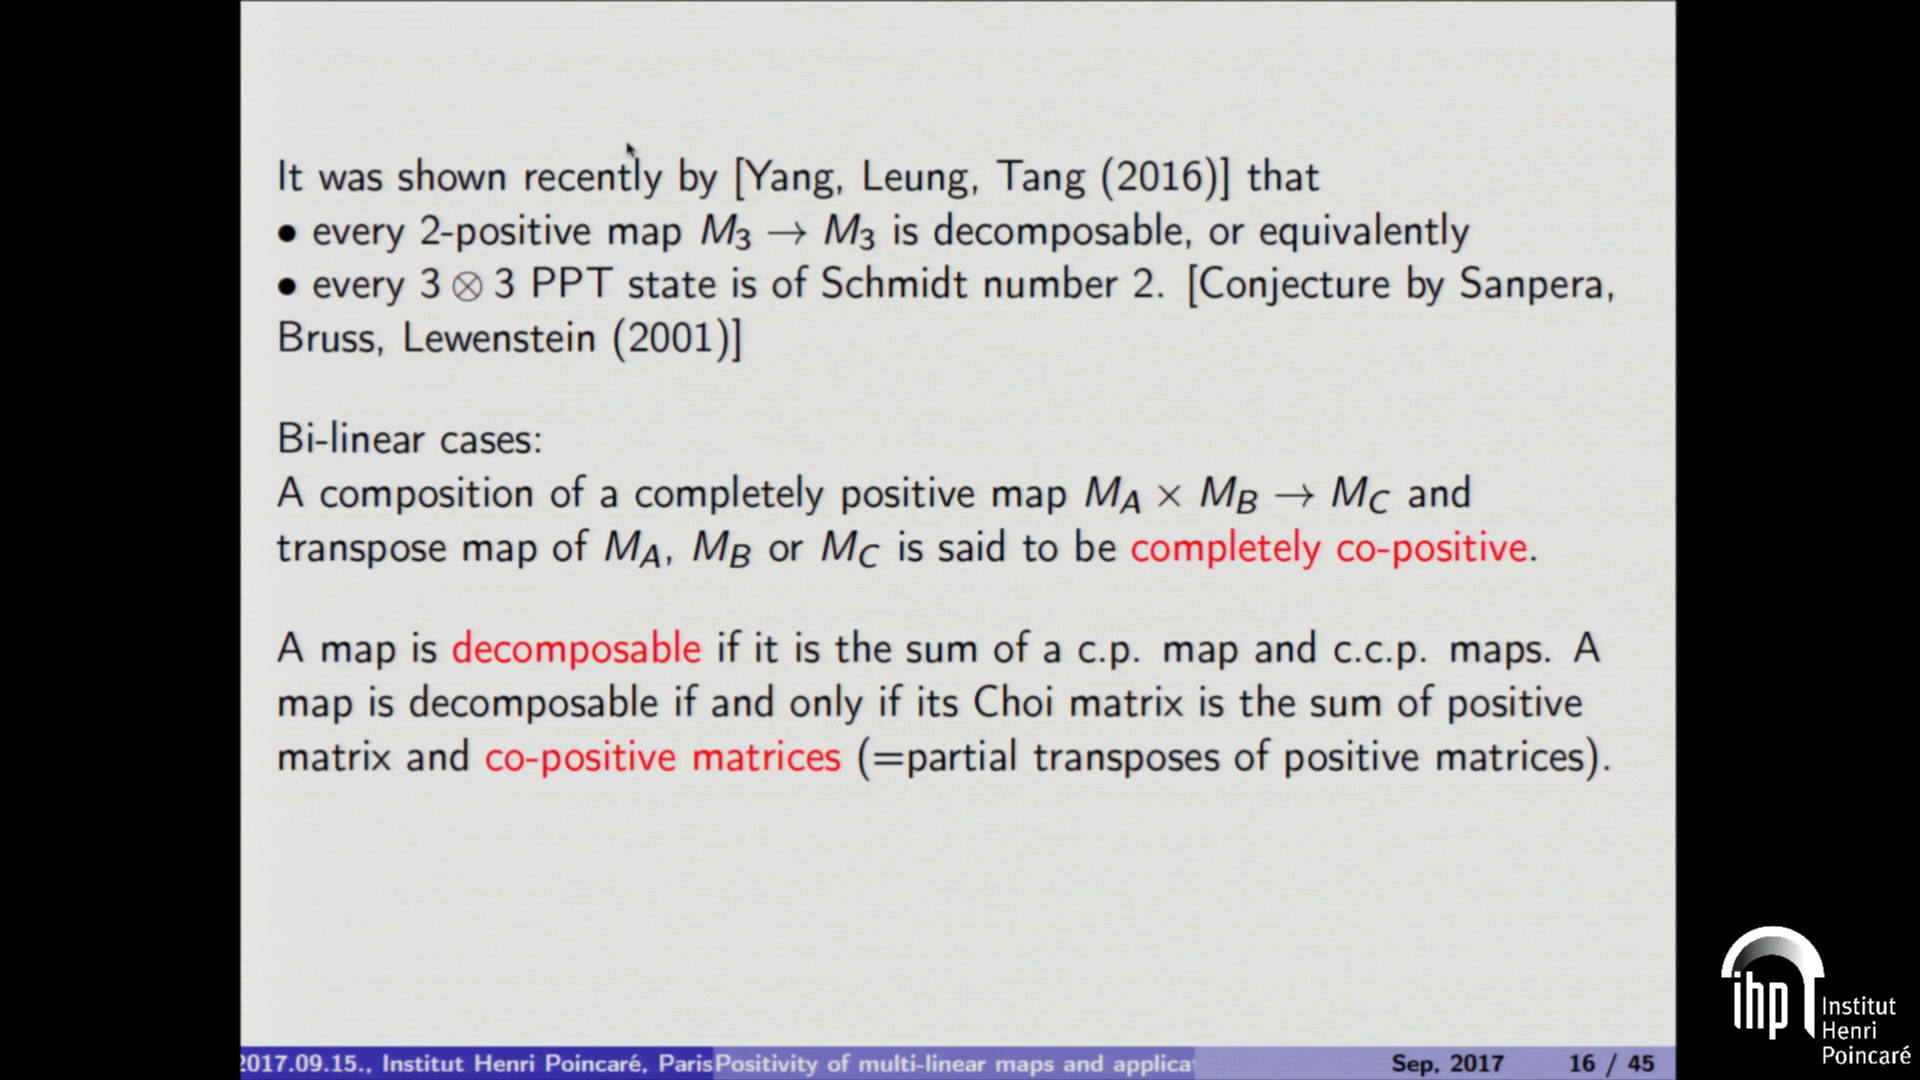 It was shown recently by [Yang, Leung, Tang (2016)] that
• every 2-positive map M₃ → M₃ is decomposable, or equivalently
• every 3 ⊗ 3 PPT state is of Schmidt number 2. [Conjecture by Sanpera,
Bruss, Lewenstein (2001)]
Bi-linear cases:
A composition of a completely positive map M_A × M_B → M_C and
transpose map of M_A, M_B or M_C is said to be completely co-positive.
A map is decomposable if it is the sum of a c.p. map and c.c.p. maps. A
map is decomposable if and only if its Choi matrix is the sum of positive
matrix and co-positive matrices (=partial transposes of positive matrices).
2017.09.15., Institut Henri Poincaré, Paris Positivity of multi-linear maps and applicat Sep, 2017 16 / 45
ihp Institut
Henri
Poincaré